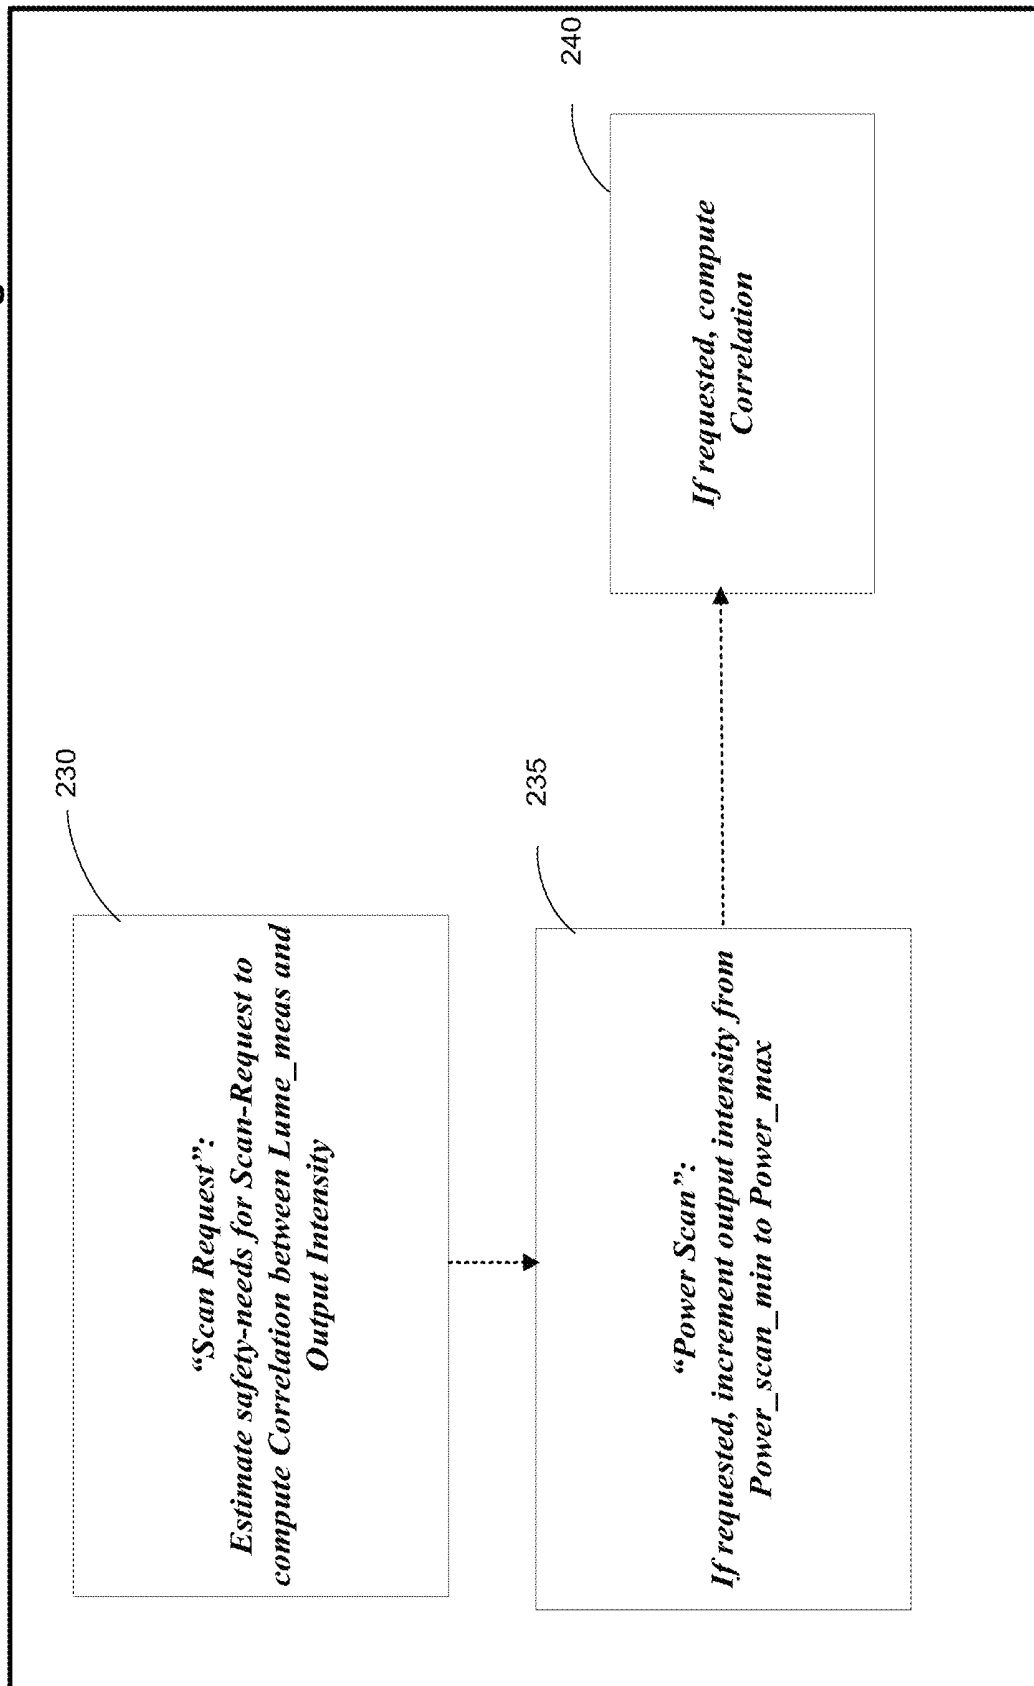 230
“Scan Request”:
Estimate safety-needs for Scan-Request to
compute Correlation between Lume_meas and
Output Intensity
235
“Power Scan”:
If requested, increment output intensity from
Power_scan_min to Power_max
240
If requested, compute
Correlation